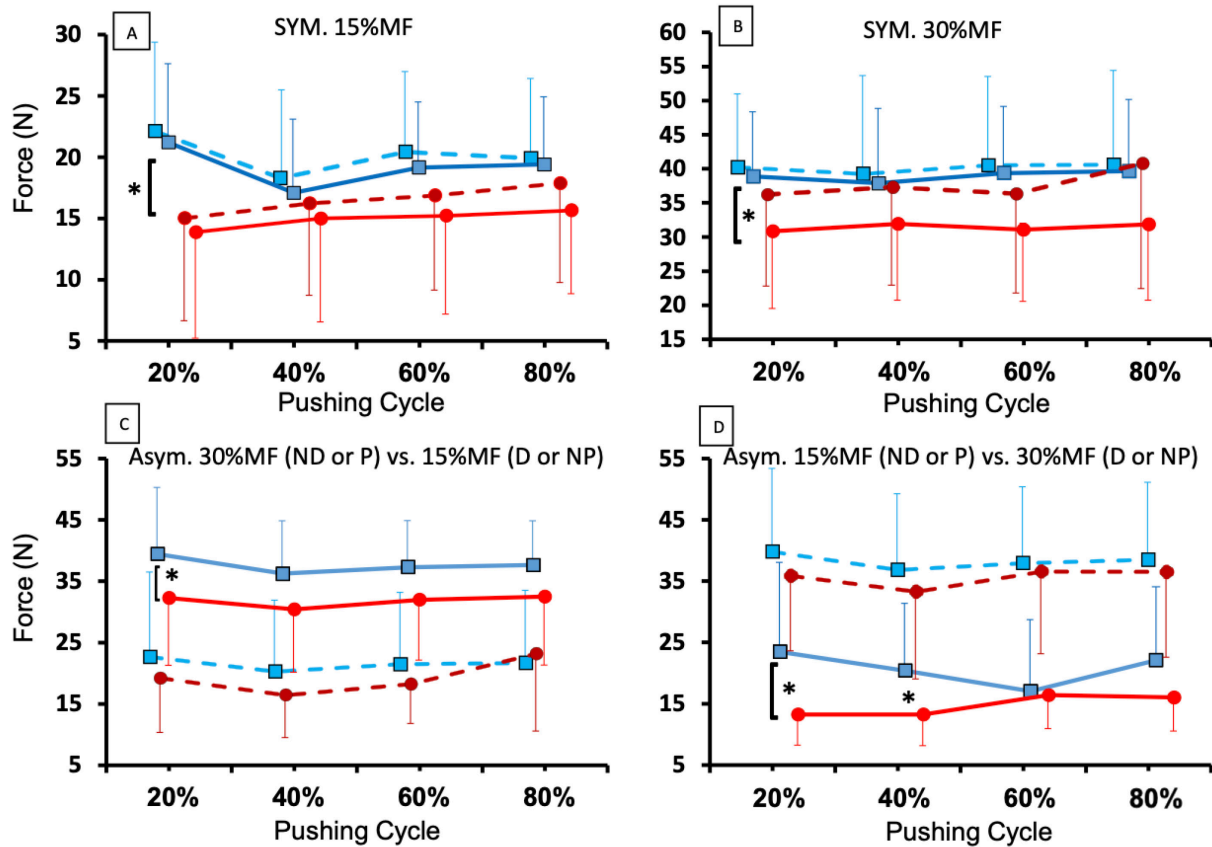 A
SYM. 15%MF
30
25
20
15
10
5
Force (N)
*
20% 40% 60% 80%
Pushing Cycle
B
SYM. 30%MF
60
55
50
45
40
35
30
25
20
15
*
20% 40% 60% 80%
Pushing Cycle
C
Asym. 30%MF (ND or P) vs. 15%MF (D or NP)
55
45
35
25
15
5
Force (N)
*
20% 40% 60% 80%
Pushing Cycle
D
Asym. 15%MF (ND or P) vs. 30%MF (D or NP)
55
45
35
25
15
5
* *
20% 40% 60% 80%
Pushing Cycle